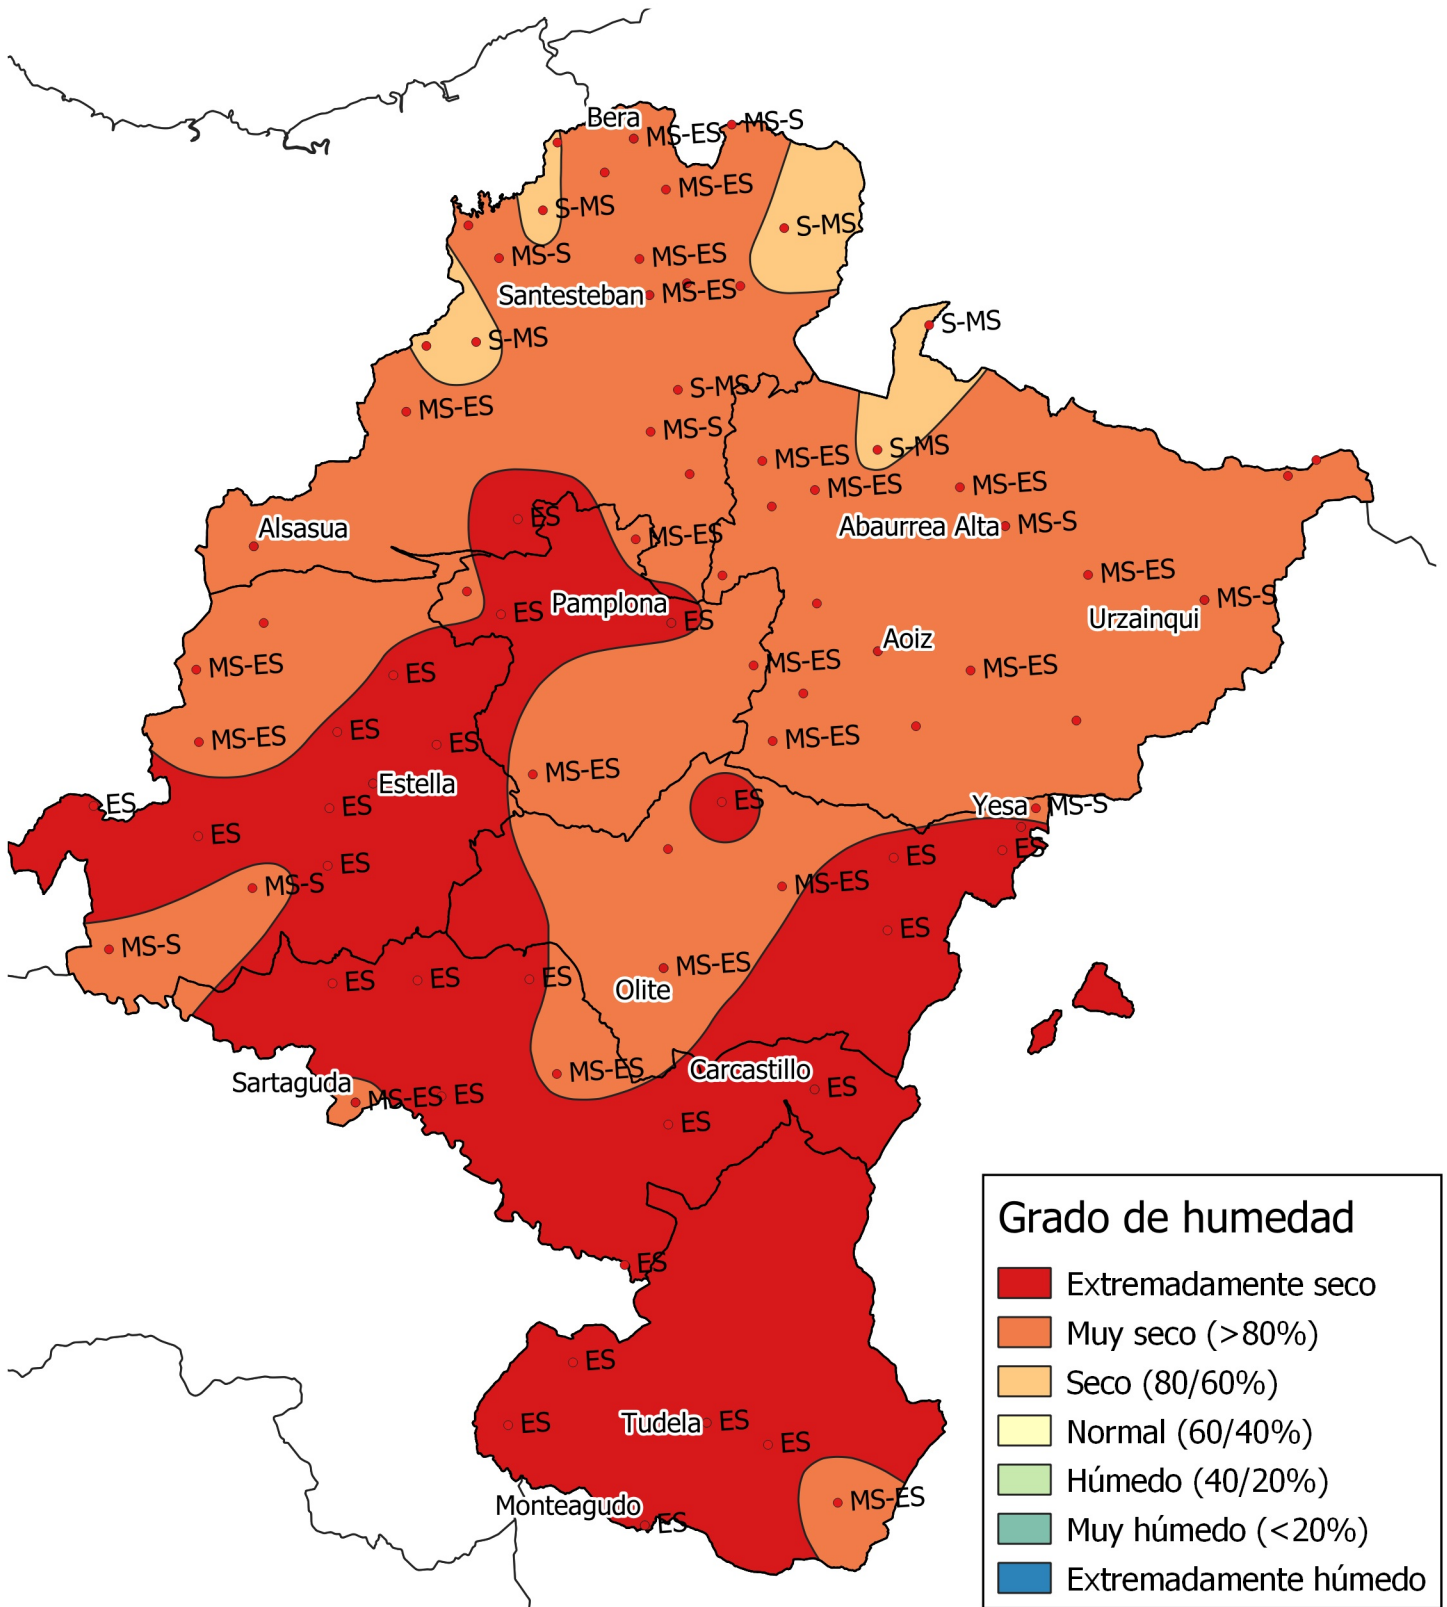 Bera
MS-ES
MS-S
MS-ES
S-MS
S-MS
MS-S
MS-ES
Santesteban
MS-ES
S-MS
S-MS
S-MS
MS-ES
MS-S
S-MS
MS-ES
MS-ES
MS-ES
ES
Alsasua
MS-ES
Abaurrea Alta
MS-S
MS-ES
MS-S
Pamplona
ES
ES
Urzainqui
Aoiz
MS-ES
MS-ES
MS-ES
ES
MS-ES
ES
ES
MS-ES
MS-ES
Estella
ES
ES
ES
ES
Yesa
MS-S
ES
ES
ES
MS-S
MS-ES
ES
MS-S
MS-ES
ES
ES
ES
Olite
Carcastillo
MS-ES
Sartaguda
MS-ES
ES
ES
ES
ES
ES
ES
Tudela
ES
ES
MS-ES
Monteagudo
ES
Grado de humedad
Extremadamente seco
Muy seco (>80%)
Seco (80/60%)
Normal (60/40%)
Húmedo (40/20%)
Muy húmedo (<20%)
Extremadamente húmedo